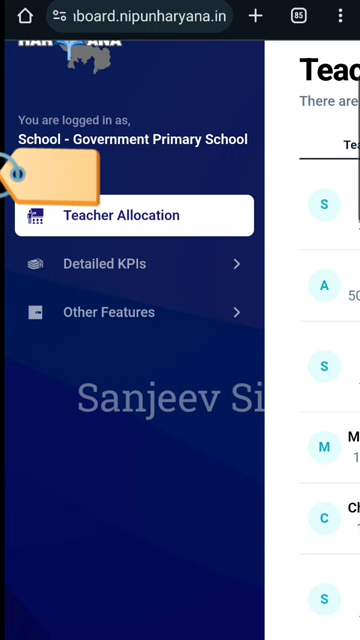 board.nipunharyana.in
85
HARYANA
You are logged in as,
School - Government Primary School
Teacher Allocation
Detailed KPIs
Other Features
Sanjeev Si
Teac
There are
Tea
S
A
50
S
M
M
1
C
Ch
S